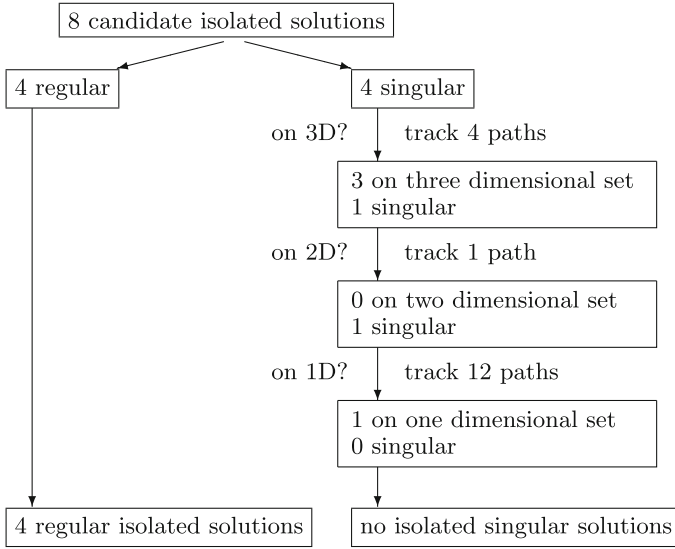 8 candidate isolated solutions
4 regular
4 singular
on 3D?
track 4 paths
3 on three dimensional set
1 singular
on 2D?
track 1 path
0 on two dimensional set
1 singular
on 1D?
track 12 paths
1 on one dimensional set
0 singular
4 regular isolated solutions
no isolated singular solutions